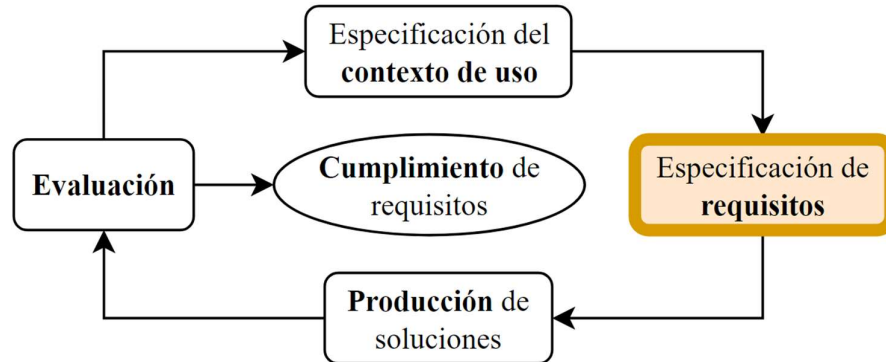 Especificación del
contexto de uso
Evaluación
Cumplimiento de
requisitos
Especificación de
requisitos
Producción de
soluciones